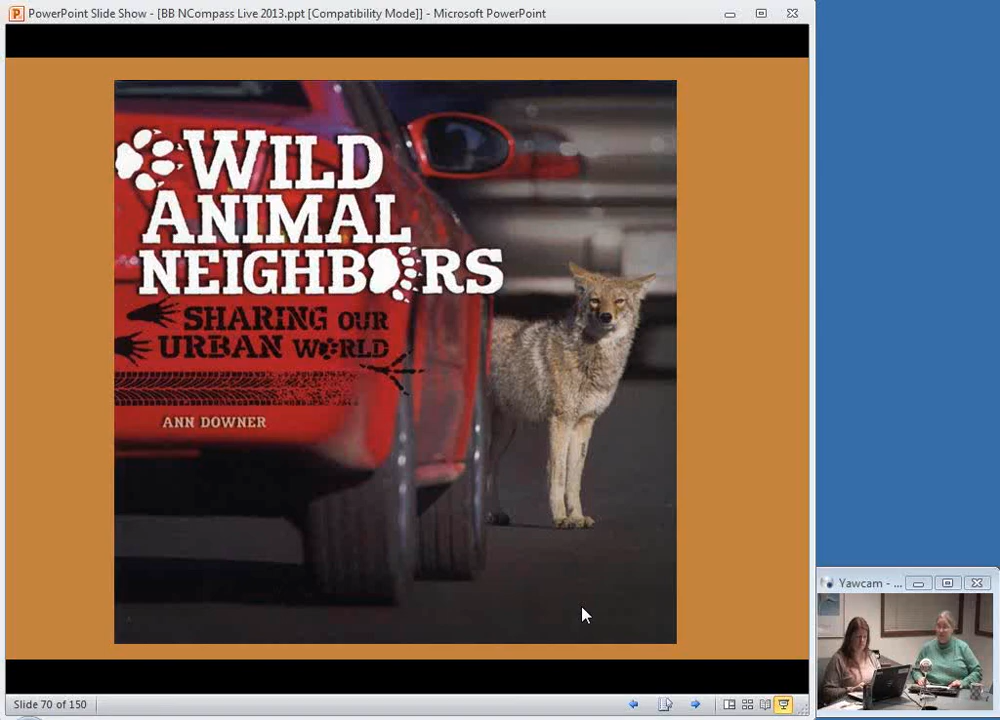 PowerPoint Slide Show - [BB NCompass Live 2013.ppt [Compatibility Mode]] - Microsoft PowerPoint
WILD
ANIMAL
NEIGHBORS
SHARING OUR
URBAN WORLD
ANN DOWNER
Yawcam - ...
Slide 70 of 150